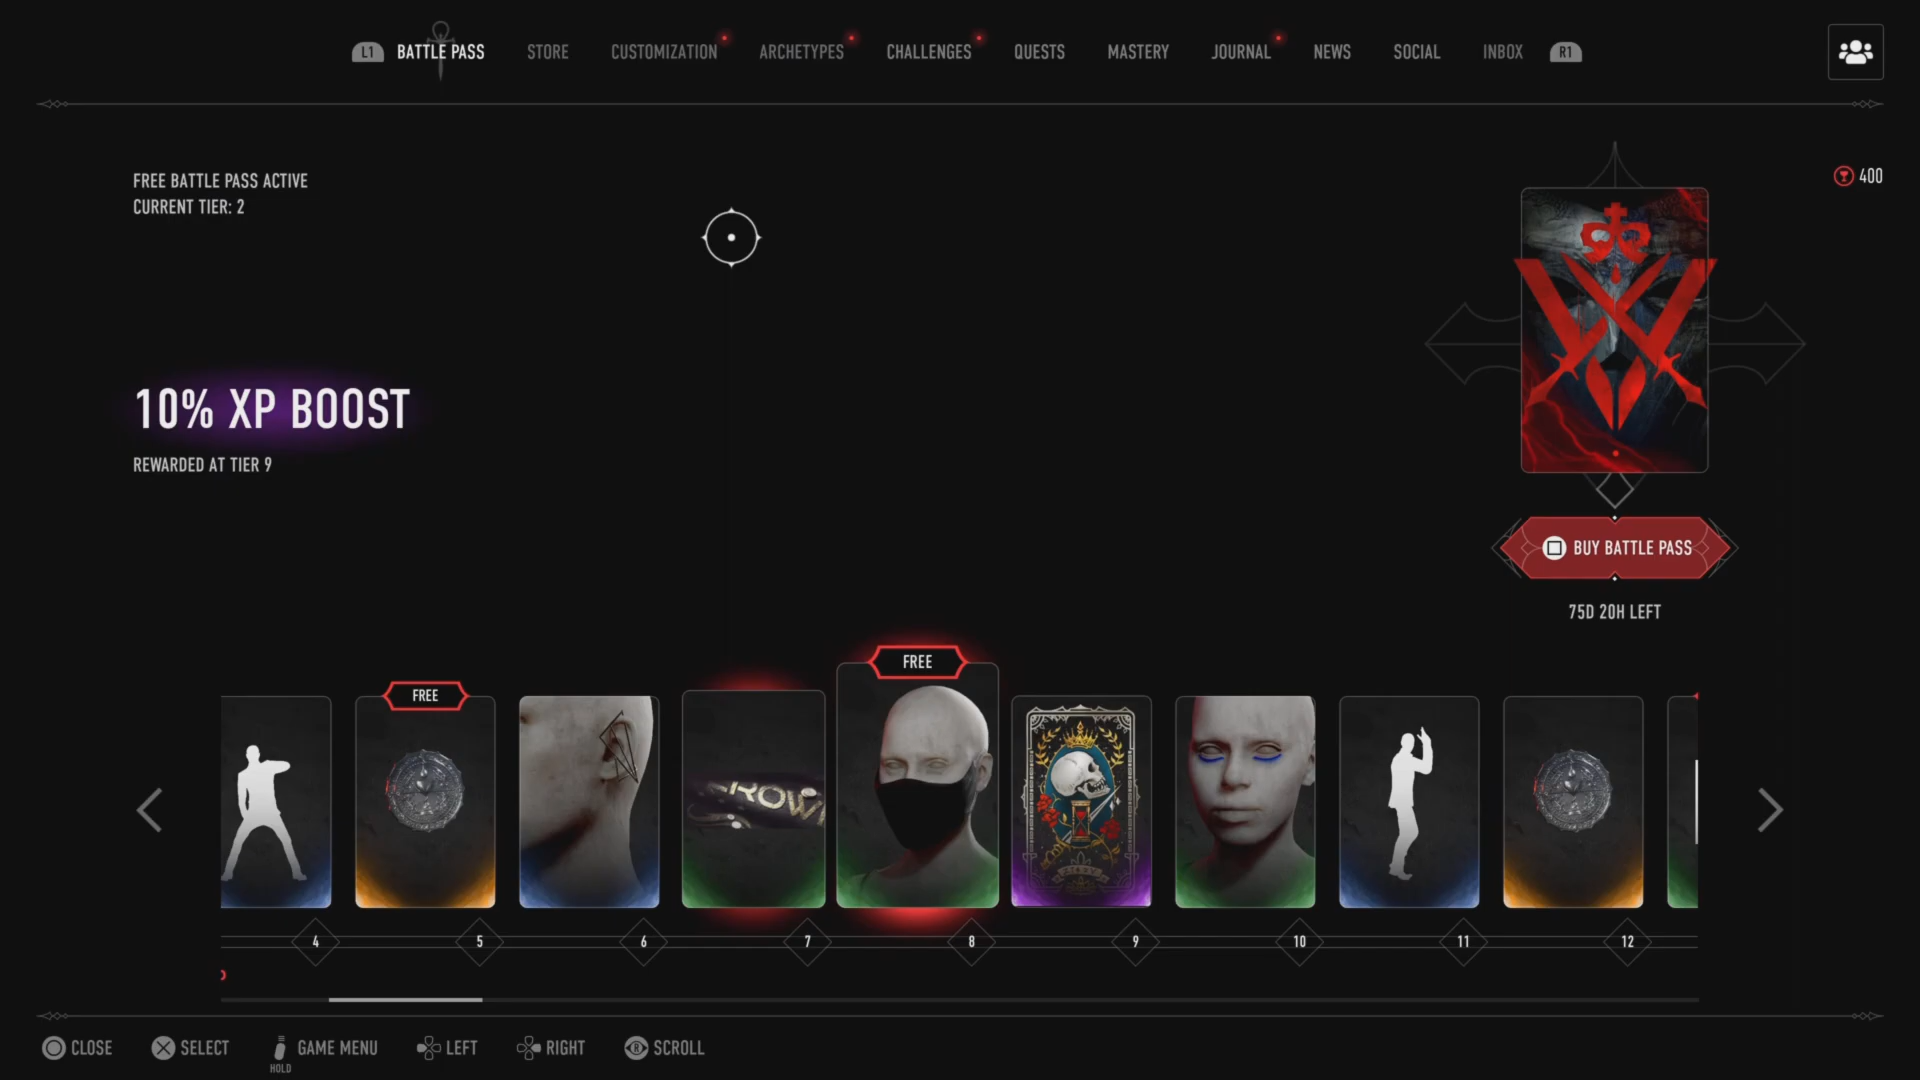 L1 BATTLE PASS STORE CUSTOMIZATION ARCHETYPES CHALLENGES QUESTS MASTERY JOURNAL NEWS SOCIAL INBOX R1
400
FREE BATTLE PASS ACTIVE
CURRENT TIER: 2
10% XP BOOST
REWARDED AT TIER 9
BUY BATTLE PASS
75D 20H LEFT
FREE
FREE
4 5 6 7 8 9 10 11 12
CLOSE SELECT GAME MENU LEFT RIGHT R SCROLL
HOLD